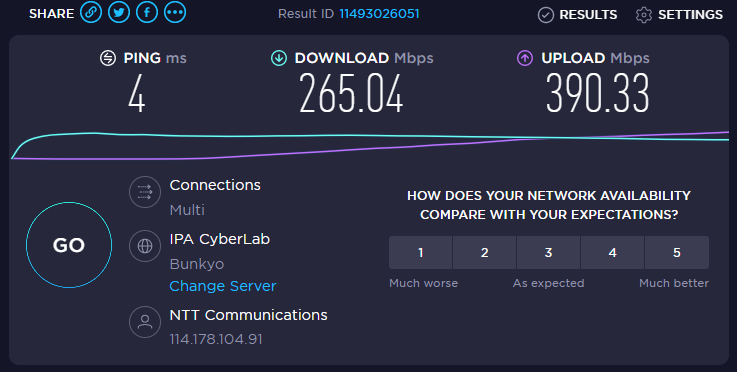 SHARE
Result ID 11493026051
RESULTS
SETTINGS
PING ms
4
DOWNLOAD Mbps
265.04
UPLOAD Mbps
390.33
GO
Connections
Multi
IPA CyberLab
Bunkyo
Change Server
NTT Communications
114.178.104.91
HOW DOES YOUR NETWORK AVAILABILITY
COMPARE WITH YOUR EXPECTATIONS?
1 2 3 4 5
Much worse As expected Much better